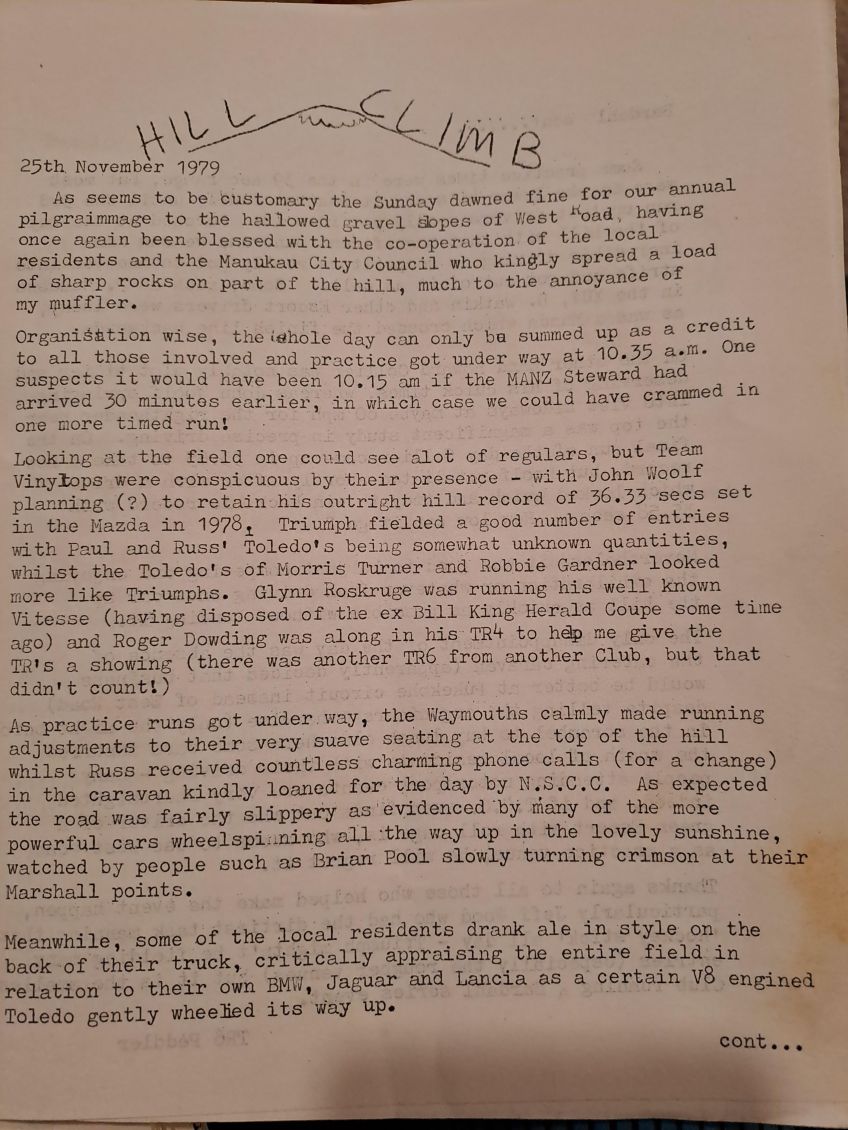 HILL CLIMB
25th November 1979
As seems to be customary the Sunday dawned fine for our annual
pilgraimmage to the hallowed gravel slopes of West Road, having
once again been blessed with the co-operation of the local
residents and the Manukau City Council who kingly spread a load
of sharp rocks on part of the hill, much to the annoyance of
my muffler.
Organisation wise, the whole day can only be summed up as a credit
to all those involved and practice got under way at 10.35 a.m. One
suspects it would have been 10.15 am if the MANZ Steward had
arrived 30 minutes earlier, in which case we could have crammed in
one more timed run!
Looking at the field one could see alot of regulars, but Team
Vinyltops were conspicuous by their presence - with John Woolf
planning (?) to retain his outright hill record of 36.33 secs set
in the Mazda in 1978. Triumph fielded a good number of entries
with Paul and Russ' Toledo's being somewhat unknown quantities,
whilst the Toledo's of Morris Turner and Robbie Gardner looked
more like Triumphs. Glynn Roskruge was running his well known
Vitesse (having disposed of the ex Bill King Herald Coupe some time
ago) and Roger Dowding was along in his TR4 to help me give the
TR's a showing (there was another TR6 from another Club, but that
didn't count!)
As practice runs got under way, the Waymouths calmly made running
adjustments to their very suave seating at the top of the hill
whilst Russ received countless charming phone calls (for a change)
in the caravan kindly loaned for the day by N.S.C.C. As expected
the road was fairly slippery as evidenced by many of the more
powerful cars wheelspinning all the way up in the lovely sunshine,
watched by people such as Brian Pool slowly turning crimson at their
Marshall points.
Meanwhile, some of the local residents drank ale in style on the
back of their truck, critically appraising the entire field in
relation to their own BMW, Jaguar and Lancia as a certain V8 engined
Toledo gently wheelied its way up.
cont...